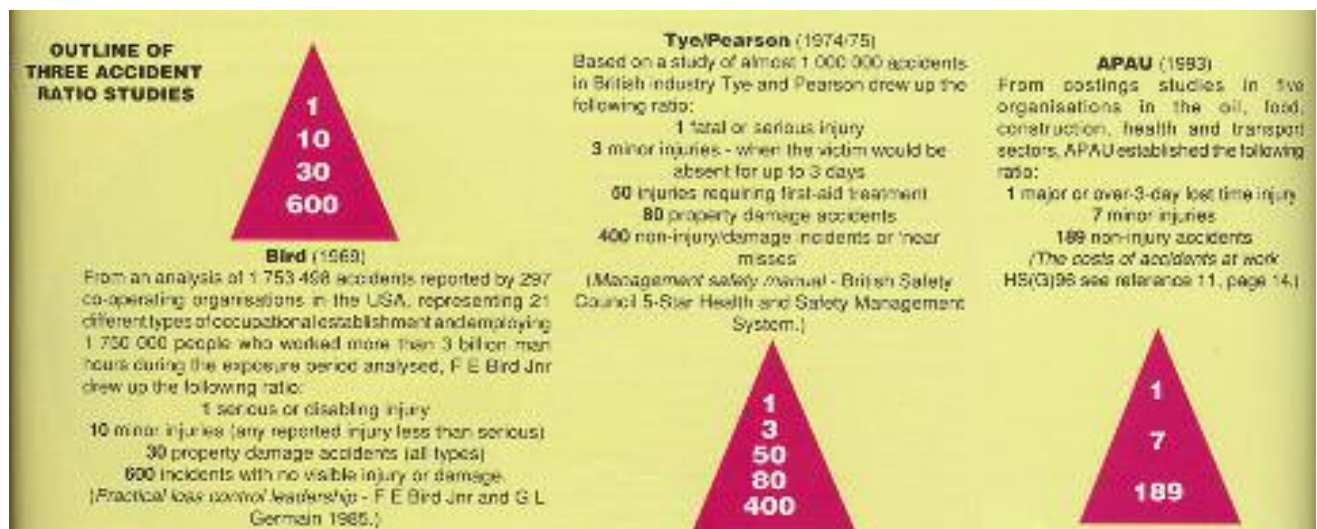 OUTLINE OF
THREE ACCIDENT
RATIO STUDIES
1
10
30
600
Bird (1969)
From an analysis of 1 753 498 accidents reported by 297
co-operating organisations in the USA, representing 21
different types of occupational establishment and employing
1 750 000 people who worked more than 3 billion man
hours during the exposure period analysed, F E Bird Jnr
drew up the following ratio:
1 serious or disabling injury
10 minor injuries (any reported injury less than serious)
30 property damage accidents (all types)
600 incidents with no visible injury or damage.
(Practical loss control leadership - F E Bird Jnr and G L
Germain 1985.)
Tye/Pearson (1974/75)
Based on a study of almost 1 000 000 accidents
in British industry Tye and Pearson drew up the
following ratio:
1 fatal or serious injury
3 minor injuries - when the victim would be
absent for up to 3 days
50 injuries requiring first-aid treatment
80 property damage accidents
400 non-injury/damage incidents or 'near
misses
(Management safety manual - British Safety
Council 5-Star Health and Safety Management
System.)
1
3
50
80
400
APAU (1993)
From costings studies in five
organisations in the oil, food,
construction, health and transport
sectors, APAU established the following
ratio:
1 major or over-3-day lost time injury
7 minor injuries
189 non-injury accidents
(The costs of accidents at work
HS(G)96 see reference 11, page 14.)
1
7
189